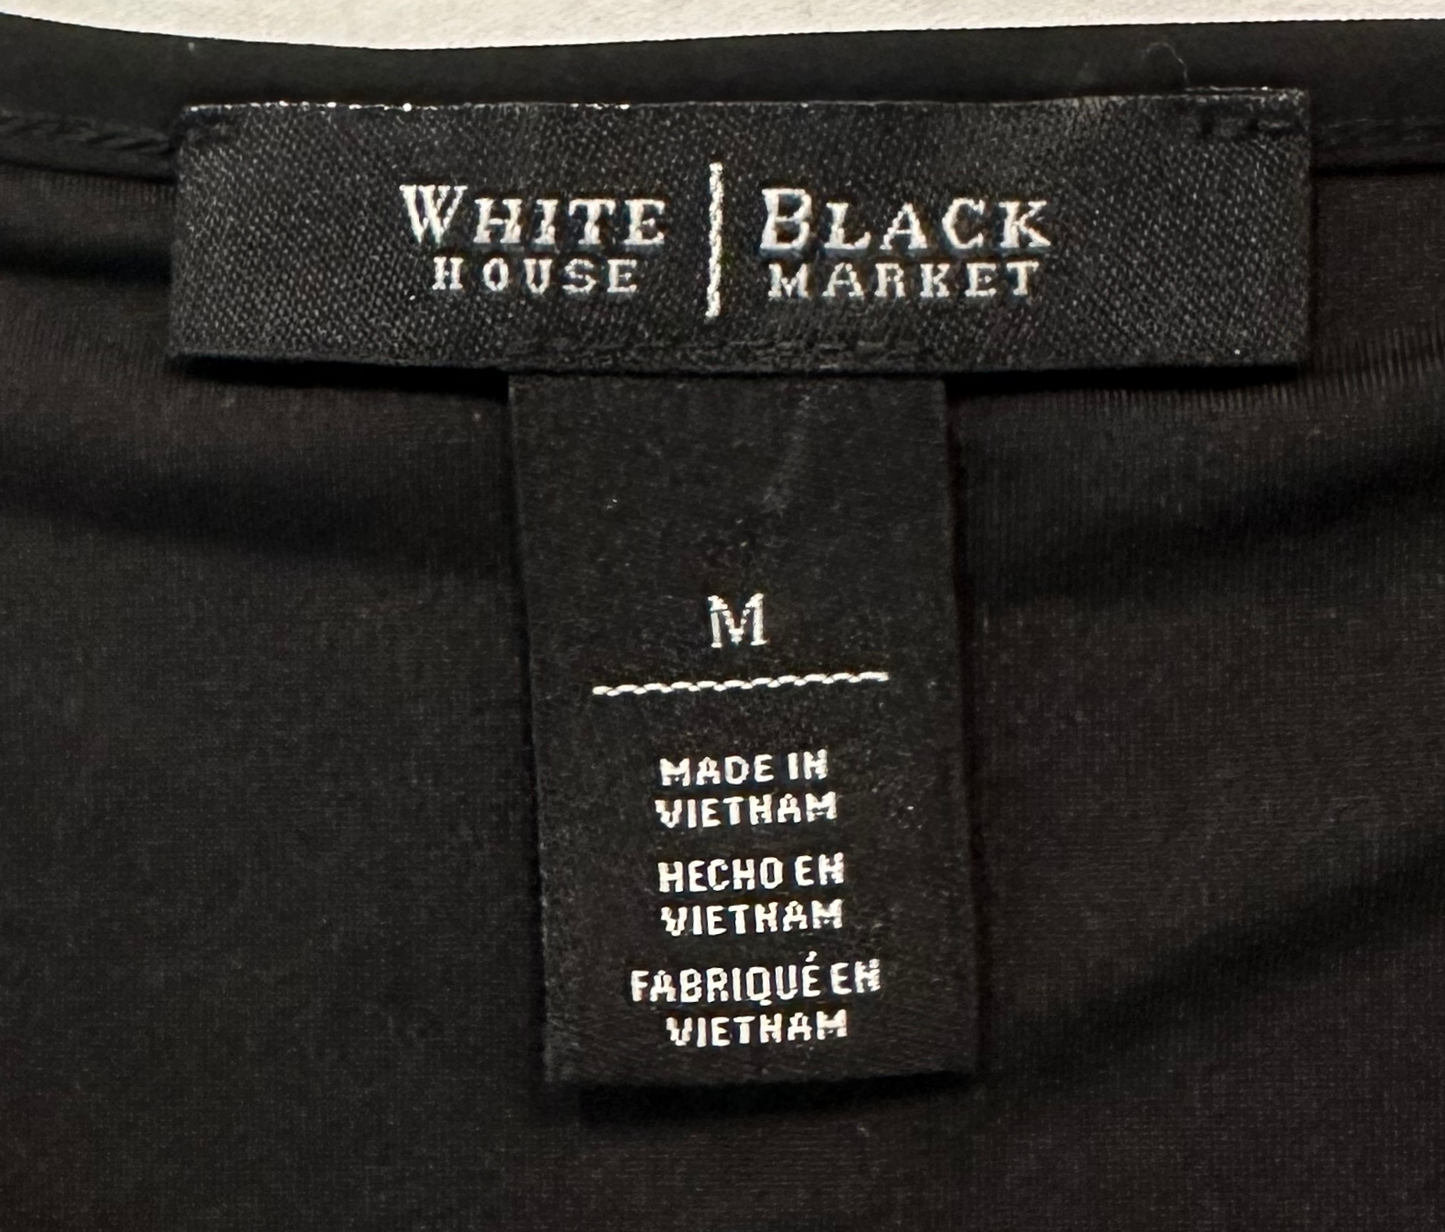 WHITE | BLACK
HOUSE | MARKET
M
MADE IN
VIETNAM
HECHO EN
VIETNAM
FABRIQUÉ EN
VIETNAM